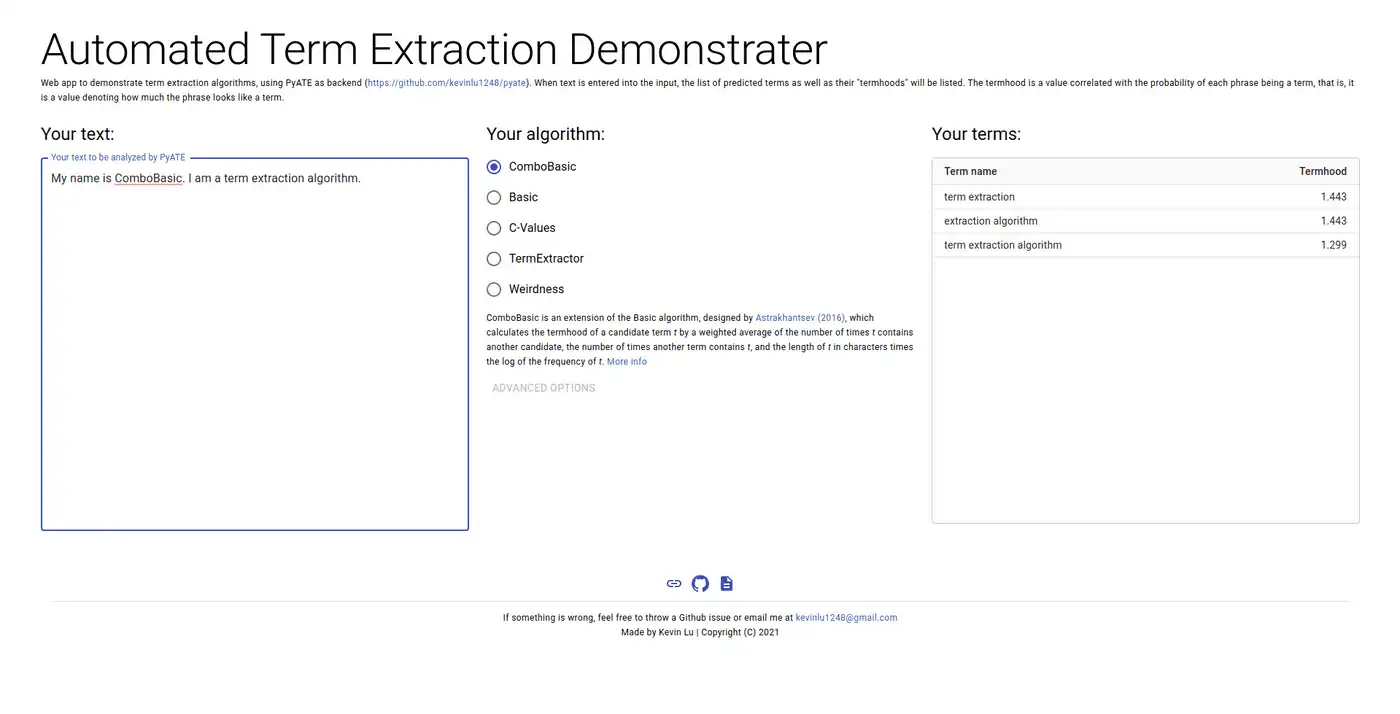 Automated Term Extraction Demonstrater
Web app to demonstrate term extraction algorithms, using PyATE as backend (https://github.com/kevinlu1248/pyate). When text is entered into the input, the list of predicted terms as well as their "termhoods" will be listed. The termhood is a value correlated with the probability of each phrase being a term, that is, it
is a value denoting how much the phrase looks like a term.
Your text:
Your text to be analyzed by PyATE
My name is ComboBasic. I am a term extraction algorithm.
Your algorithm:
ComboBasic
Basic
C-Values
TermExtractor
Weirdness
ComboBasic is an extension of the Basic algorithm, designed by Astrakhantsev (2016), which
calculates the termhood of a candidate term t by a weighted average of the number of times t contains
another candidate, the number of times another term contains t, and the length of t in characters times
the log of the frequency of t. More info
ADVANCED OPTIONS
Your terms:
Term name Termhood
term extraction 1.443
extraction algorithm 1.443
term extraction algorithm 1.299
If something is wrong, feel free to throw a Github issue or email me at kevinlu1248@gmail.com
Made by Kevin Lu | Copyright (C) 2021